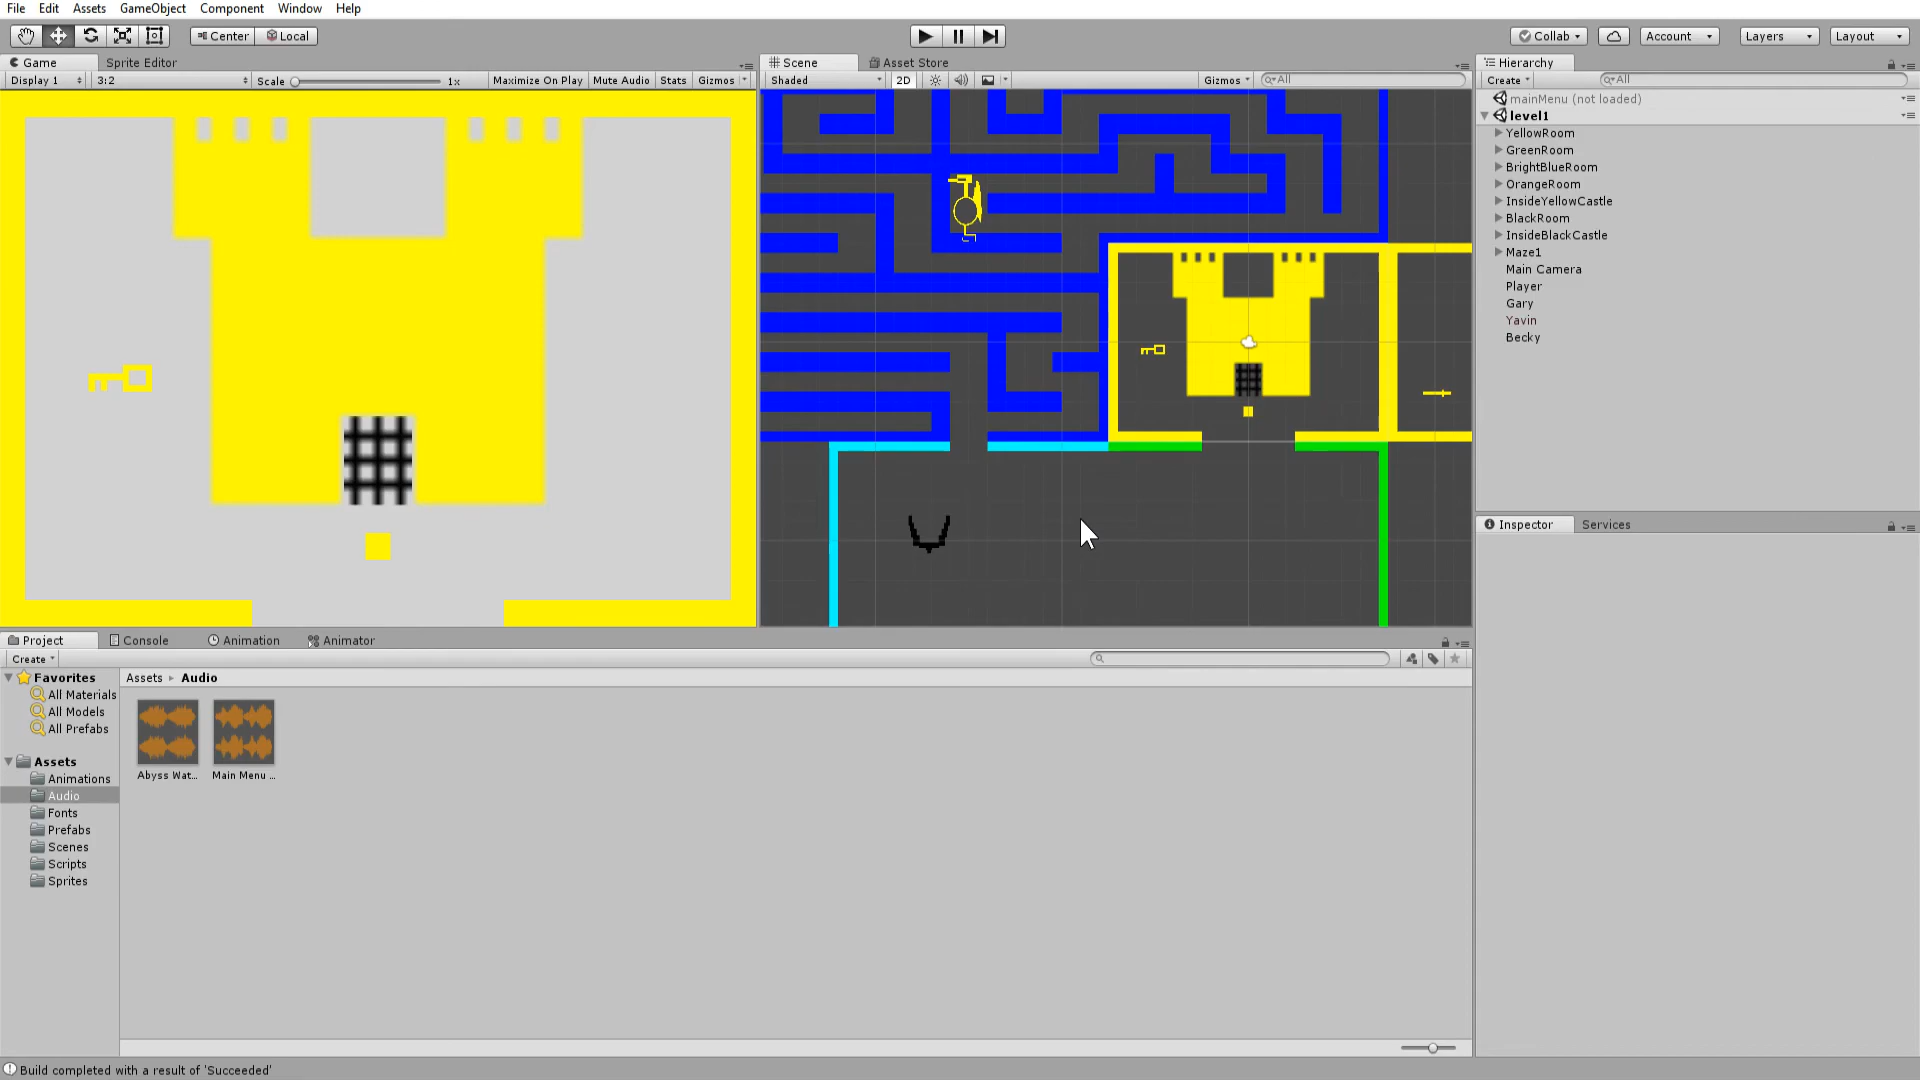 File Edit Assets GameObject Component Window Help
Center Local Collab Account Layers Layout
Game Sprite Editor
Display 1 3:2 Scale 1x Maximize On Play Mute Audio Stats Gizmos
Scene Asset Store
Shaded 2D Gizmos All
Hierarchy
Create All
mainMenu (not loaded)
level1
YellowRoom
GreenRoom
BrightBlueRoom
OrangeRoom
InsideYellowCastle
BlackRoom
InsideBlackCastle
Maze1
Main Camera
Player
Gary
Yavin
Becky
Inspector Services
Project Console Animation Animator
Create
Favorites
All Materials
All Models
All Prefabs
Assets
Animations
Audio
Fonts
Prefabs
Scenes
Scripts
Sprites
Assets Audio
Abyss Wat... Main Menu ...
Build completed with a result of 'Succeeded'